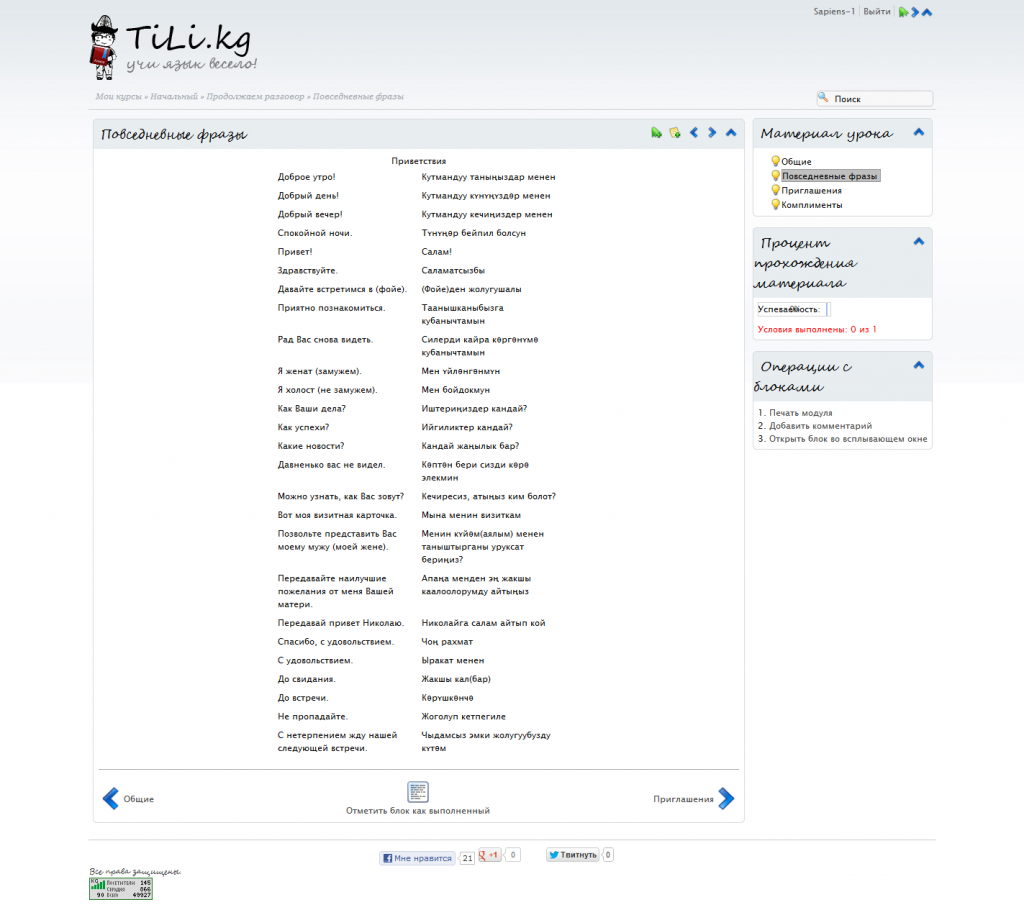 Sapiens-1 Выйти
TiLi.kg
учи язык весело!
Мои курсы » Начальный » Продолжаем разговор » Повседневные фразы
Поиск
Повседневные фразы
Приветствия
Доброе утро! Кутмандуу таныңыздар менен
Добрый день! Кутмандуу күнүңүздөр менен
Добрый вечер! Кутмандуу кечиңиздер менен
Спокойной ночи. Түнүңөр бейпил болсун
Привет! Салам!
Здравствуйте. Саламатсызбы
Давайте встретимся в (фойе). (Фойе)ден жолугушалы
Приятно познакомиться. Таанышканыбызга
кубанычтамын
Рад Вас снова видеть. Силерди кайра көргөнүмө
кубанычтамын
Я женат (замужем). Мен үйлөнгөнмүн
Я холост (не замужем). Мен бойдокмун
Как Ваши дела? Иштериңиздер кандай?
Как успехи? Ийгиликтер кандай?
Какие новости? Кандай жаңылык бар?
Давненько вас не видел. Көптөн бери сизди көрө
элекмин
Можно узнать, как Вас зовут? Кечиресиз, атыңыз ким болот?
Вот моя визитная карточка. Мына менин визиткам
Позвольте представить Вас Менин күйөм(аялым) менен
моему мужу (моей жене). таныштырганы уруксат
бериңиз?
Передавайте наилучшие Апаңа менден эң жакшы
пожелания от меня Вашей каалоолорумду айтыңыз
матери.
Передавай привет Николаю. Николайга салам айтып кой
Спасибо, с удовольствием. Чоң рахмат
С удовольствием. Ыракат менен
До свидания. Жакшы кал(бар)
До встречи. Көрүшкөнчө
Не пропадайте. Жоголуп кетпегиле
С нетерпением жду нашей Чыдамсыз эмки жолугуубузду
следующей встречи. күтөм
Общие
Отметить блок как выполненный
Приглашения
Материал урока
Общие
Повседневные фразы
Приглашения
Комплименты
Процент
прохождения
материала
Успеваемость:
Условия выполнены: 0 из 1
Операции с
блоками
1. Печать модуля
2. Добавить комментарий
3. Открыть блок во всплывающем окне
Мне нравится 21 +1 0 Твитнуть 0
Все права защищены.
Посетители 145
Сегодня 866
90 Всего 49927